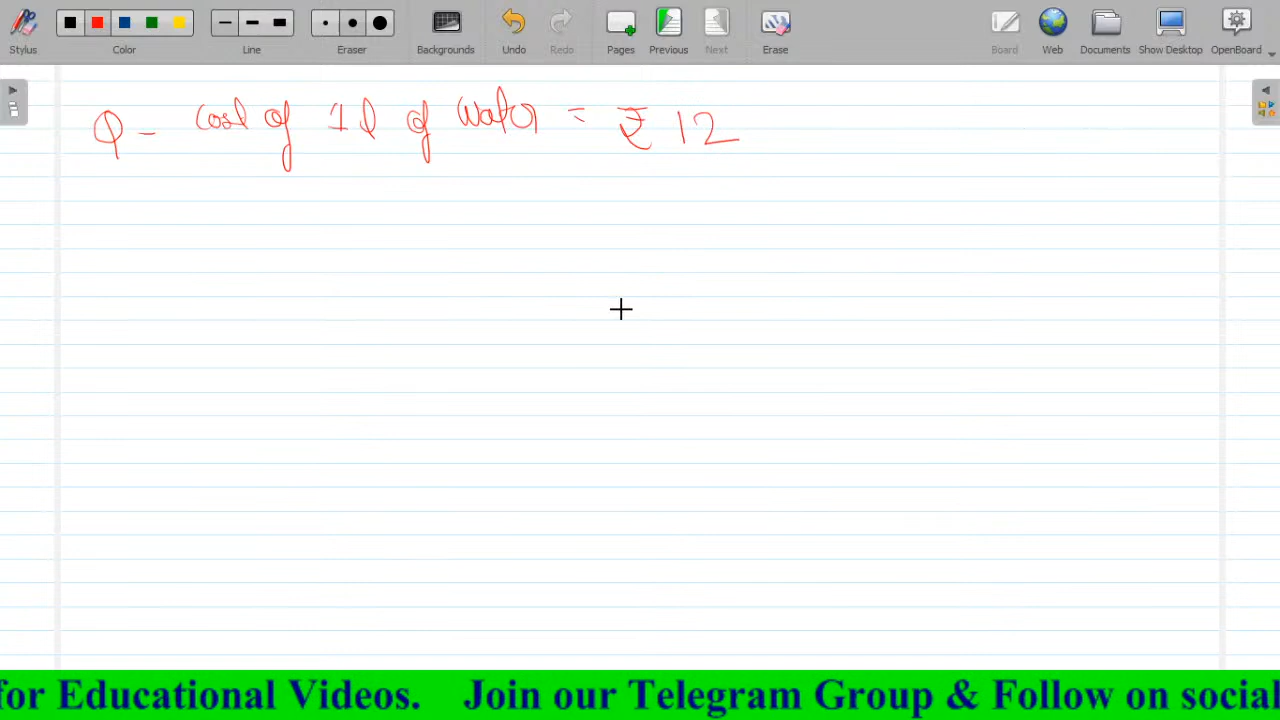 Stylus
Color
Line
Eraser
Backgrounds
Undo
Redo
Pages
Previous
Next
Erase
Board
Web
Documents
Show Desktop
OpenBoard
Q - cost of 1l of water = ₹ 12
for Educational Videos. Join our Telegram Group & Follow on social